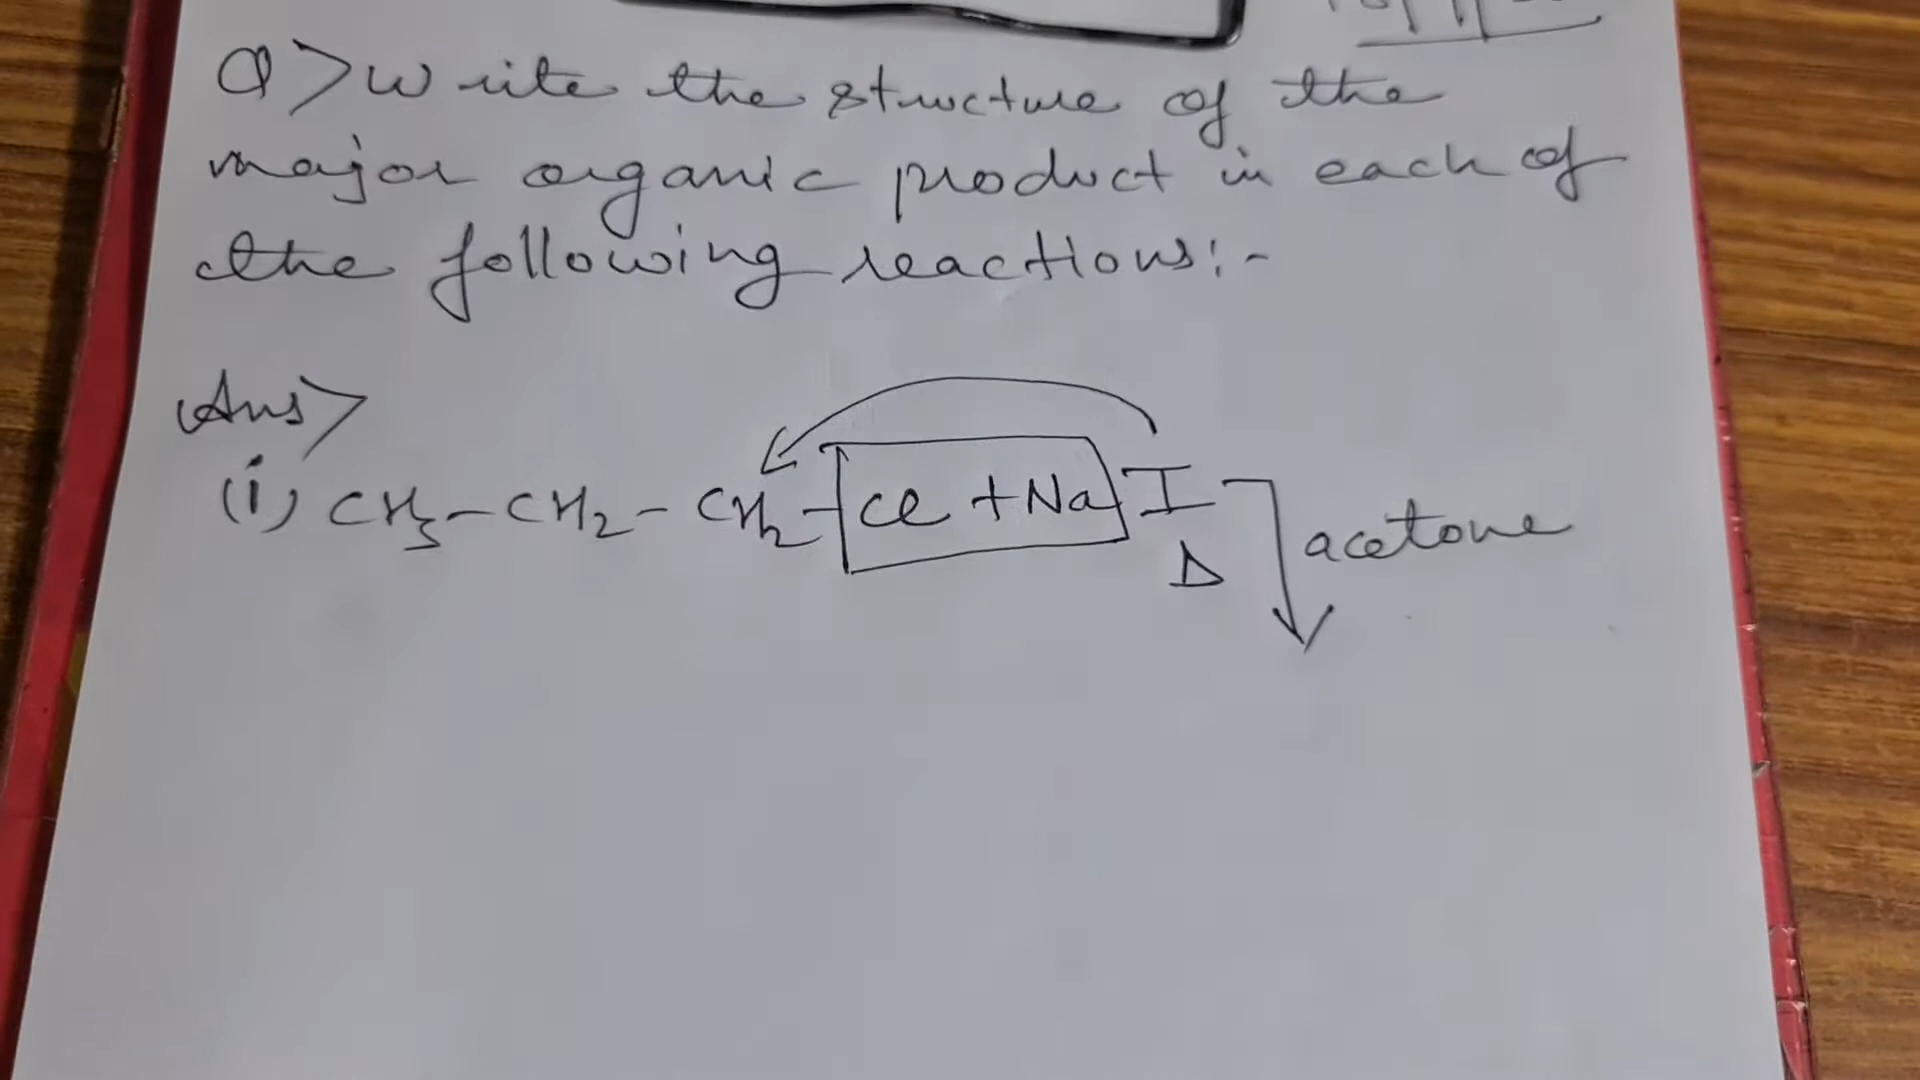 Q> Write the structure of the
major organic product in each of
the following reactions:-
Ans>
(i) CH3-CH2-CH2-Cl + NaI
acetone
Δ